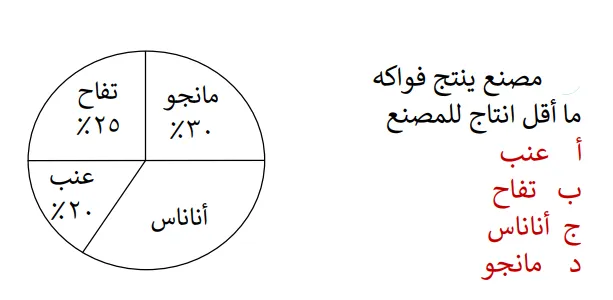 مصنع ينتج فواكه
ما أقل انتاج للمصنع
أ عنب
ب تفاح
ج أناناس
د مانجو
مانجو
٣٠٪
تفاح
٢٥٪
عنب
٢٠٪
أناناس